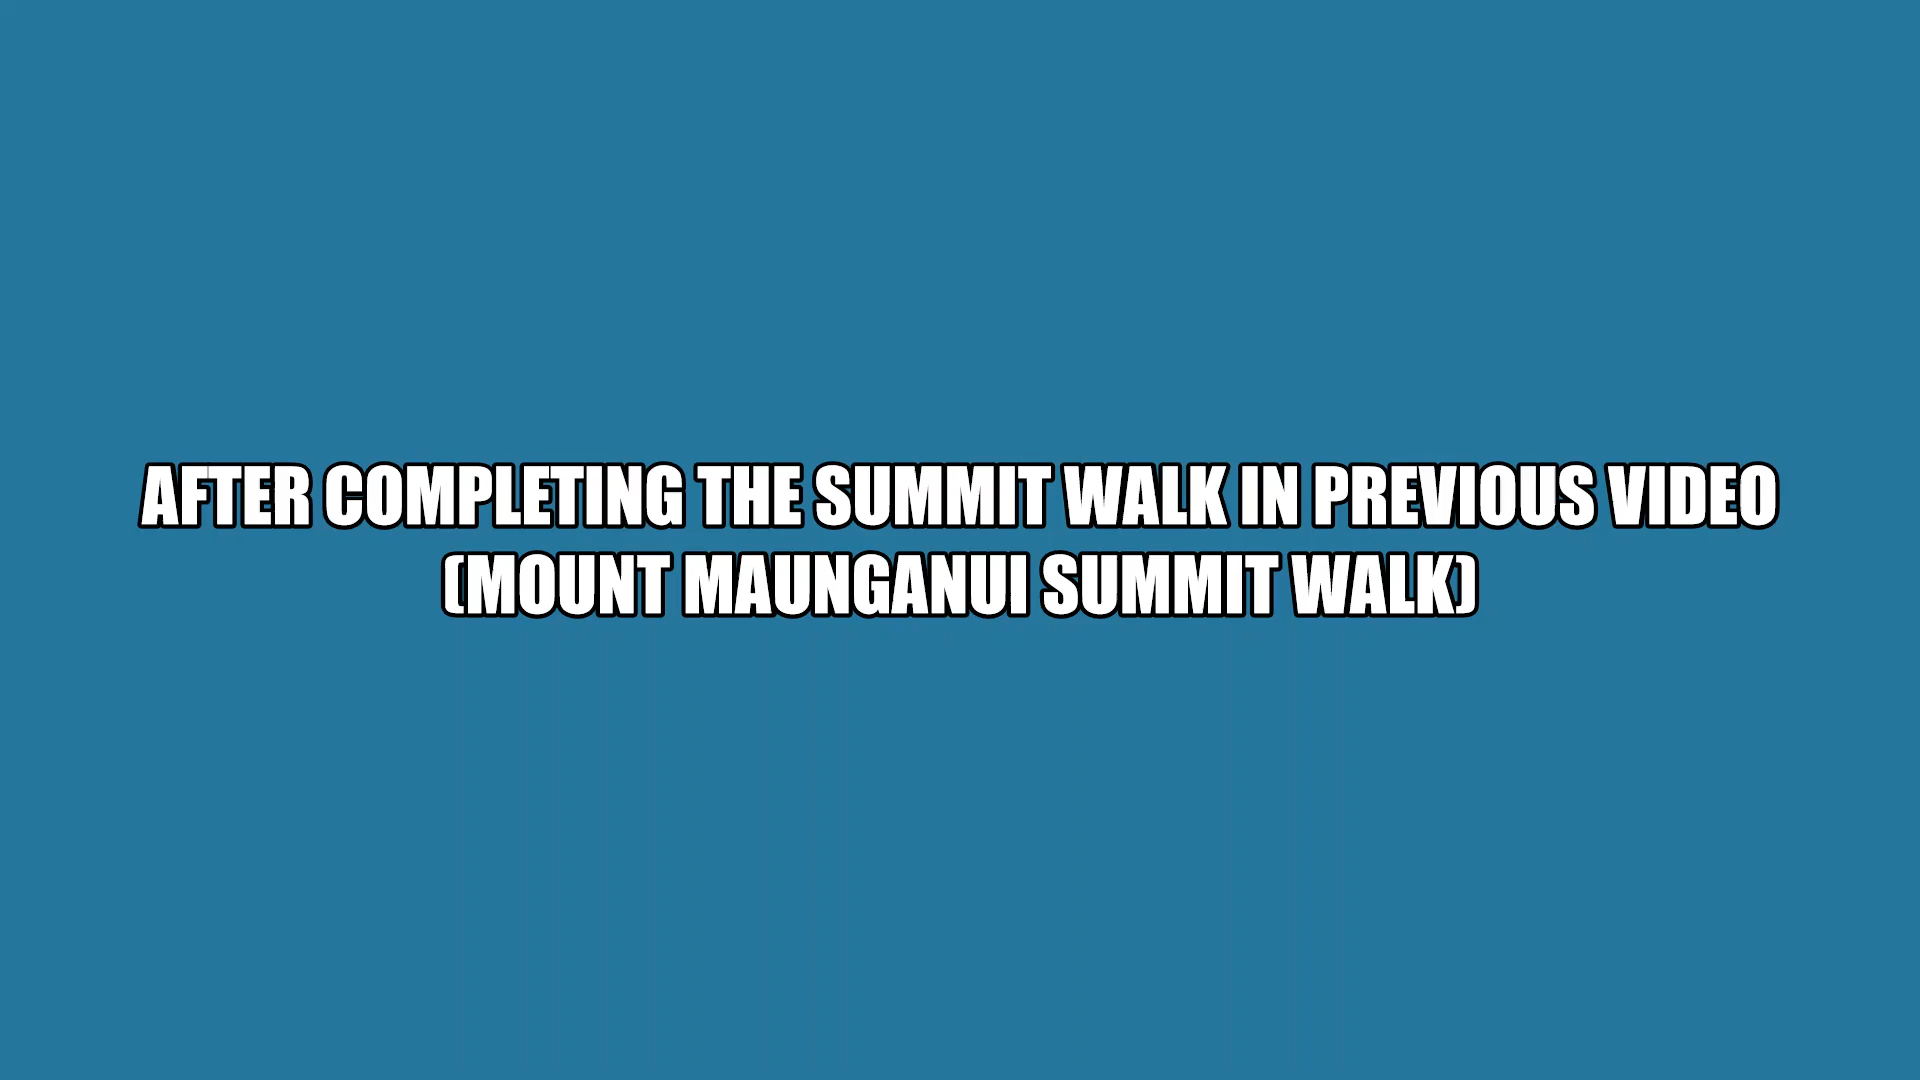 AFTER COMPLETING THE SUMMIT WALK IN PREVIOUS VIDEO
(MOUNT MAUNGANUI SUMMIT WALK)